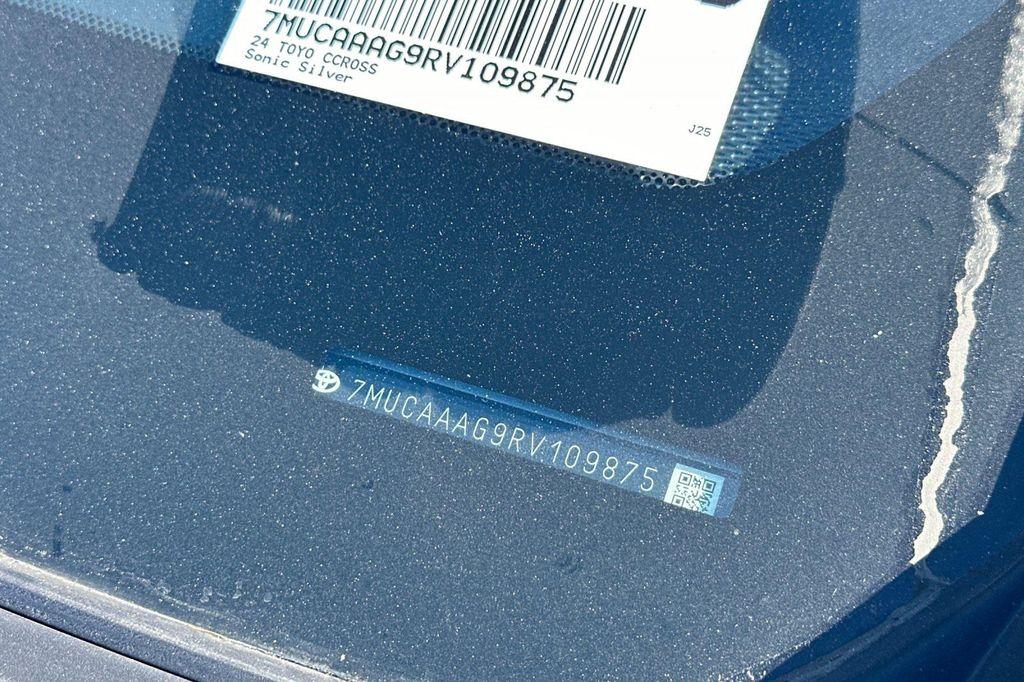 7MUCAAAG9RV109875
24 TOYO CCROSS
Sonic Silver
J25
7MUCAAAG9RV109875